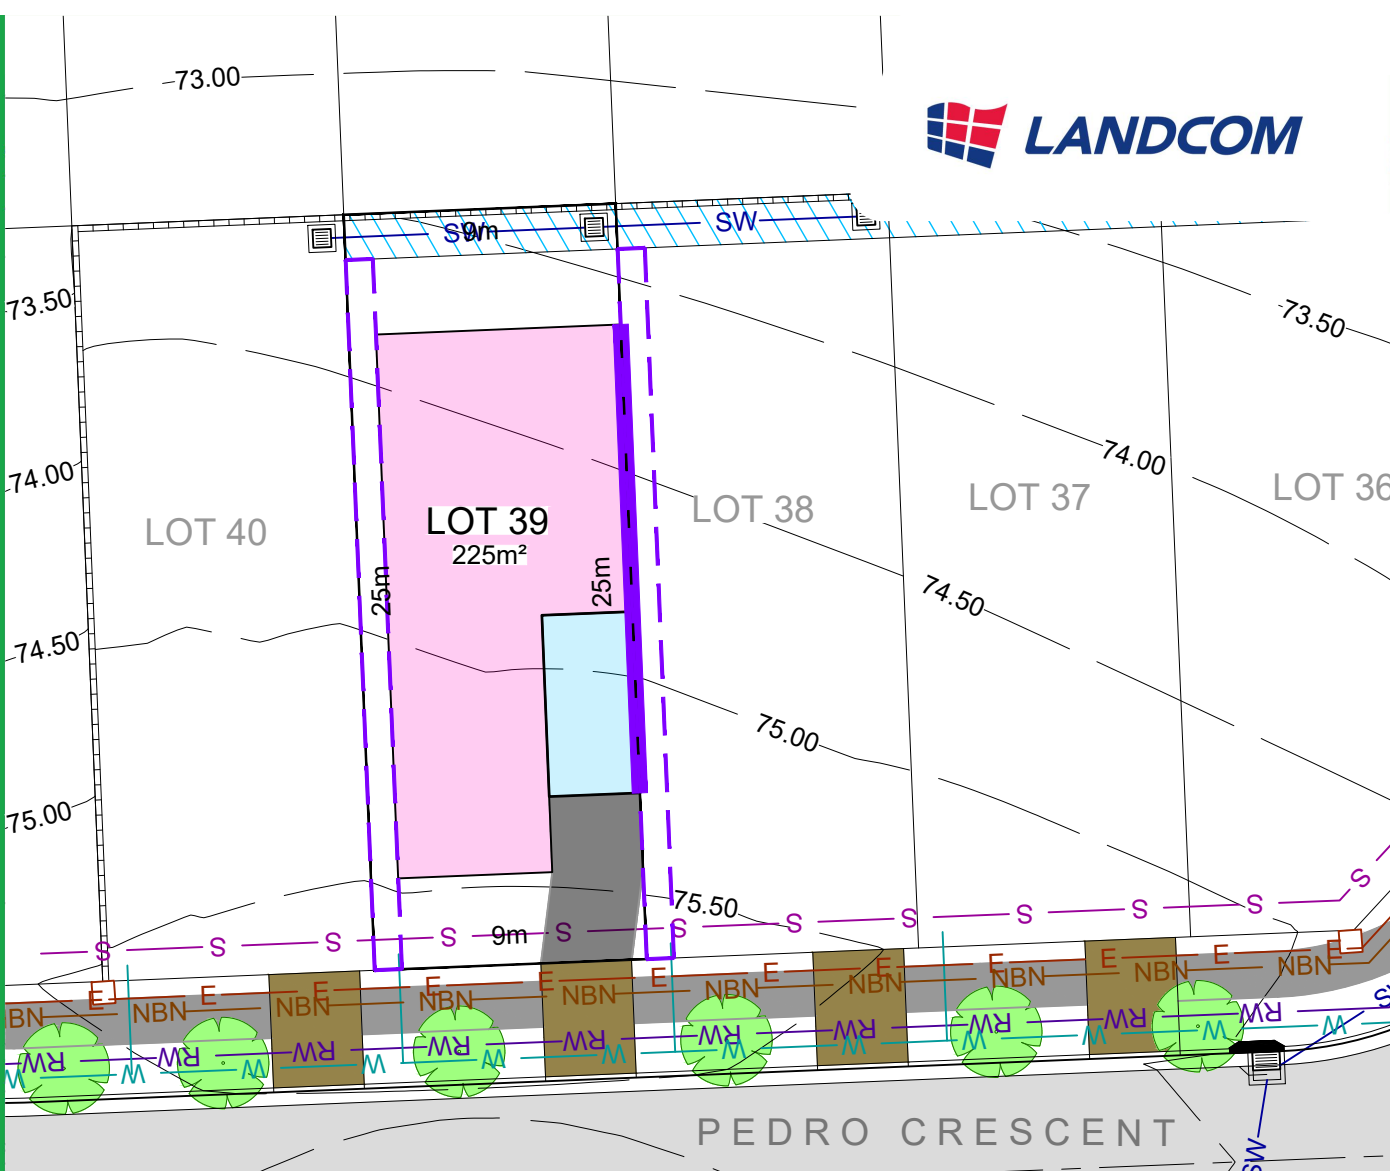 73.00
LANDCOM
SW
9m
SW
73.50
73.50
74.00
74.00
LOT 40
LOT 39
225m²
LOT 38
LOT 37
LOT 36
25m
25m
74.50
74.50
75.00
75.00
75.50
9m
S S S S S S S S S S S S
E E E E E E E E E E E
NBN NBN NBN NBN NBN NBN NBN NBN NBN
RW RW RW RW RW RW RW RW RW RW
W W W W W W W W W W W
PEDRO CRESCENT
SW